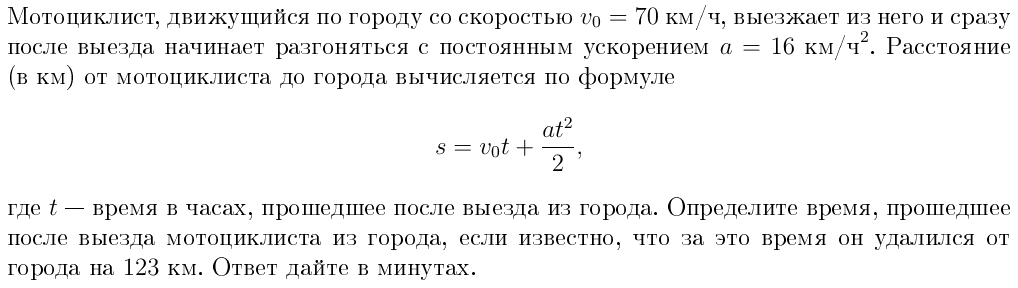 Мотоциклист, движущийся по городу со скоростью v₀ = 70 км/ч, выезжает из него и сразу
после выезда начинает разгоняться с постоянным ускорением a = 16 км/ч². Расстояние
(в км) от мотоциклиста до города вычисляется по формуле
s = v₀t + at²/2,
где t — время в часах, прошедшее после выезда из города. Определите время, прошедшее
после выезда мотоциклиста из города, если известно, что за это время он удалился от
города на 123 км. Ответ дайте в минутах.